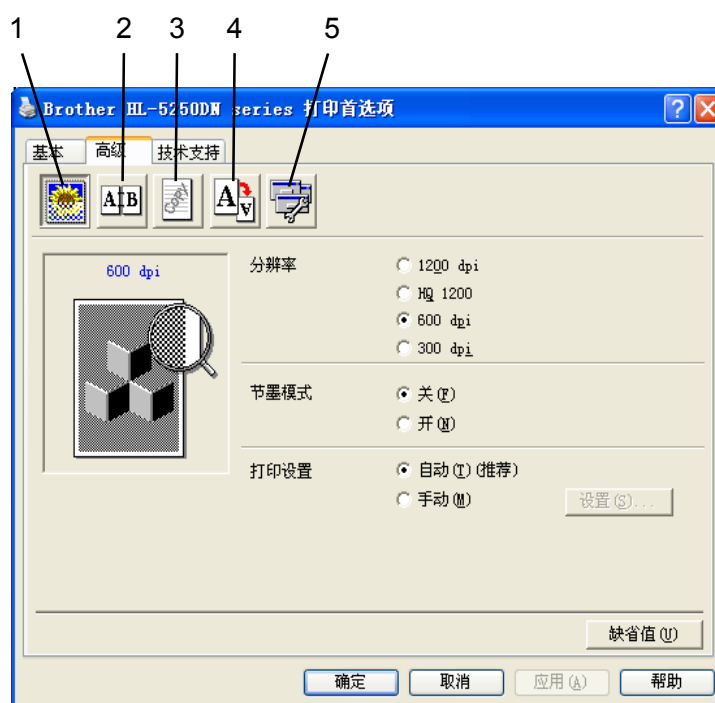 1 2 3 4 5
Brother HL-5250DN series 打印首选项
基本 高级 技术支持
A B COPY A A
600 dpi
分辨率 1200 dpi
HQ 1200
600 dpi
300 dpi
节墨模式 关(F)
开(N)
打印设置 自动(T)(推荐)
手动(M) 设置(S)...
缺省值(U)
确定 取消 应用(A) 帮助